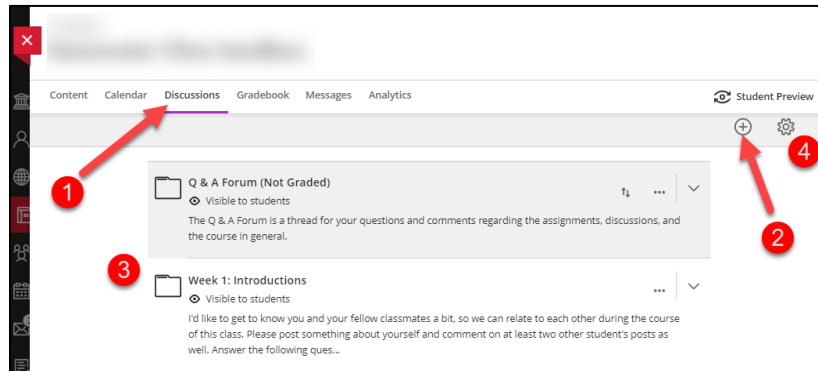 Content Calendar Discussions Gradebook Messages Analytics Student Preview
1
2
3
4
Q & A Forum (Not Graded)
Visible to students
The Q & A Forum is a thread for your questions and comments regarding the assignments, discussions, and
the course in general.
Week 1: Introductions
Visible to students
I'd like to get to know you and your fellow classmates a bit, so we can relate to each other during the course
of this class. Please post something about yourself and comment on at least two other student's posts as
well. Answer the following ques...